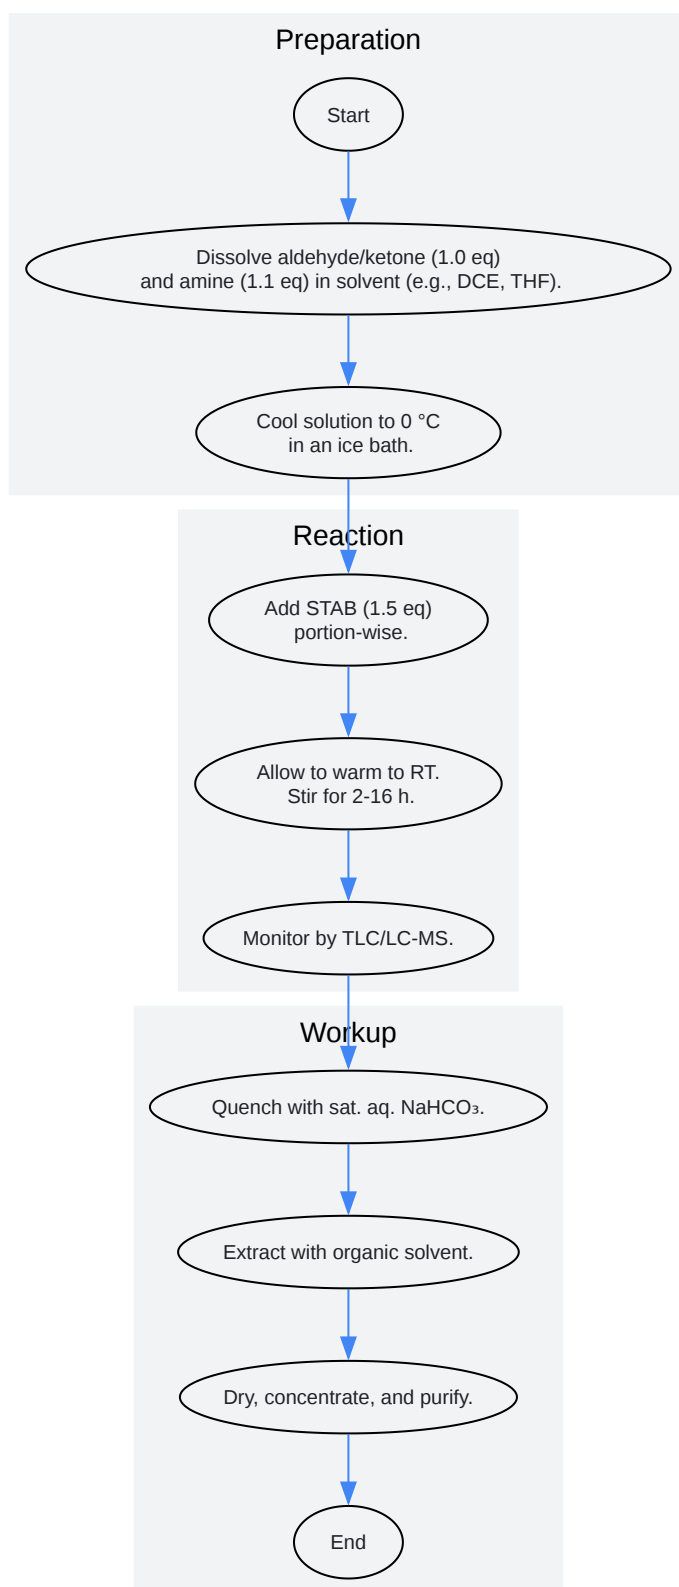 Preparation
Start
Dissolve aldehyde/ketone (1.0 eq)
and amine (1.1 eq) in solvent (e.g., DCE, THF).
Cool solution to 0 °C
in an ice bath.
Reaction
Add STAB (1.5 eq)
portion-wise.
Allow to warm to RT.
Stir for 2-16 h.
Monitor by TLC/LC-MS.
Workup
Quench with sat. aq. NaHCO₃.
Extract with organic solvent.
Dry, concentrate, and purify.
End